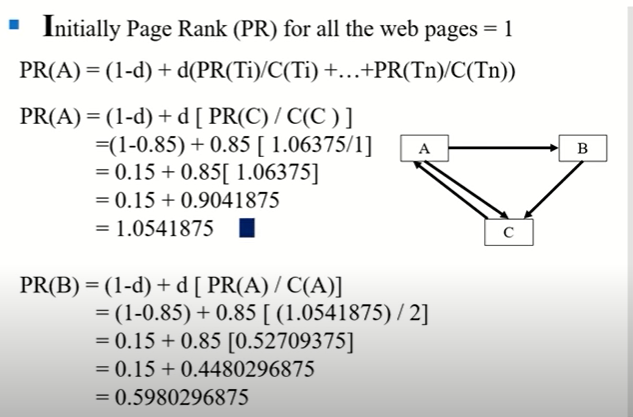 Initially Page Rank (PR) for all the web pages = 1
PR(A) = (1-d) + d(PR(Ti)/C(Ti) +…+PR(Tn)/C(Tn))
PR(A) = (1-d) + d [ PR(C) / C(C ) ]
=(1-0.85) + 0.85 [ 1.06375/1]
= 0.15 + 0.85[ 1.06375]
= 0.15 + 0.9041875
= 1.0541875
A
B
C
PR(B) = (1-d) + d [ PR(A) / C(A)]
= (1-0.85) + 0.85 [ (1.0541875) / 2]
= 0.15 + 0.85 [0.52709375]
= 0.15 + 0.4480296875
= 0.5980296875